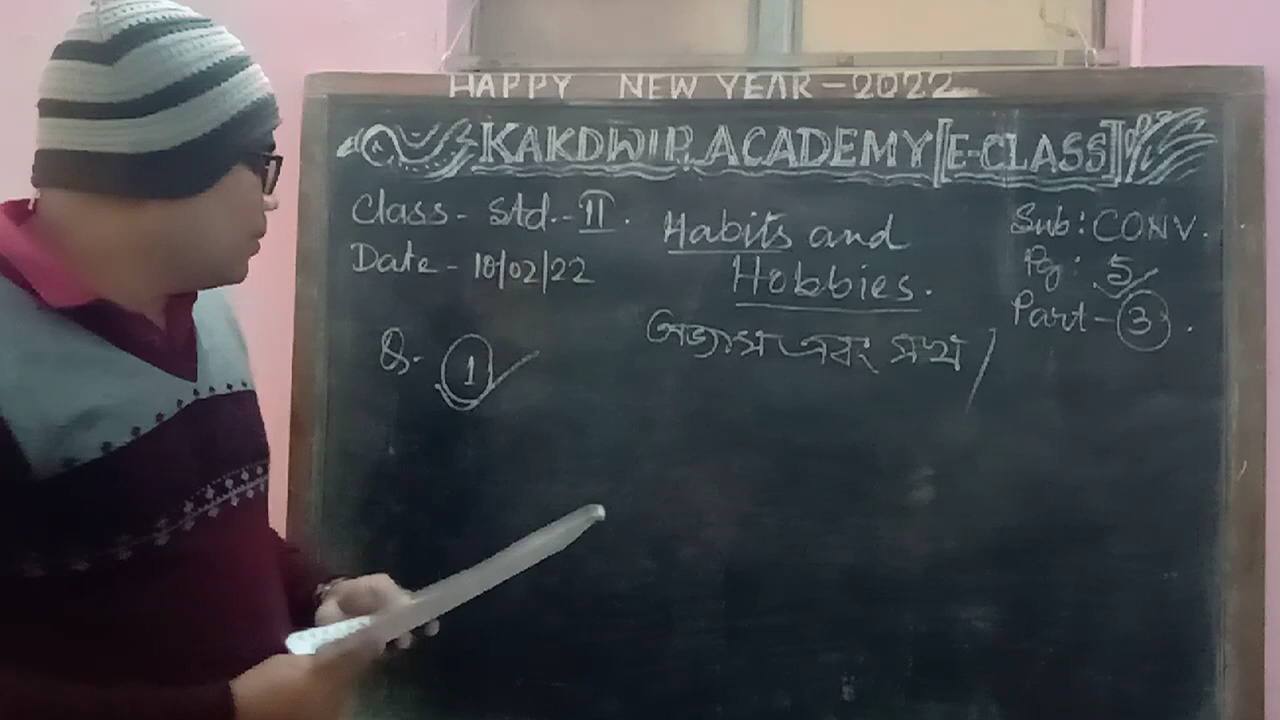 HAPPY NEW YEAR-2022
KAKDWIP ACADEMY [E-CLASS]
Class- Std.-II.
Date - 10/02/22
Habits and
Hobbies.
অভ্যাস এবং সখ
Sub: CONV.
Pg: 5
Part-3.
Q. 1